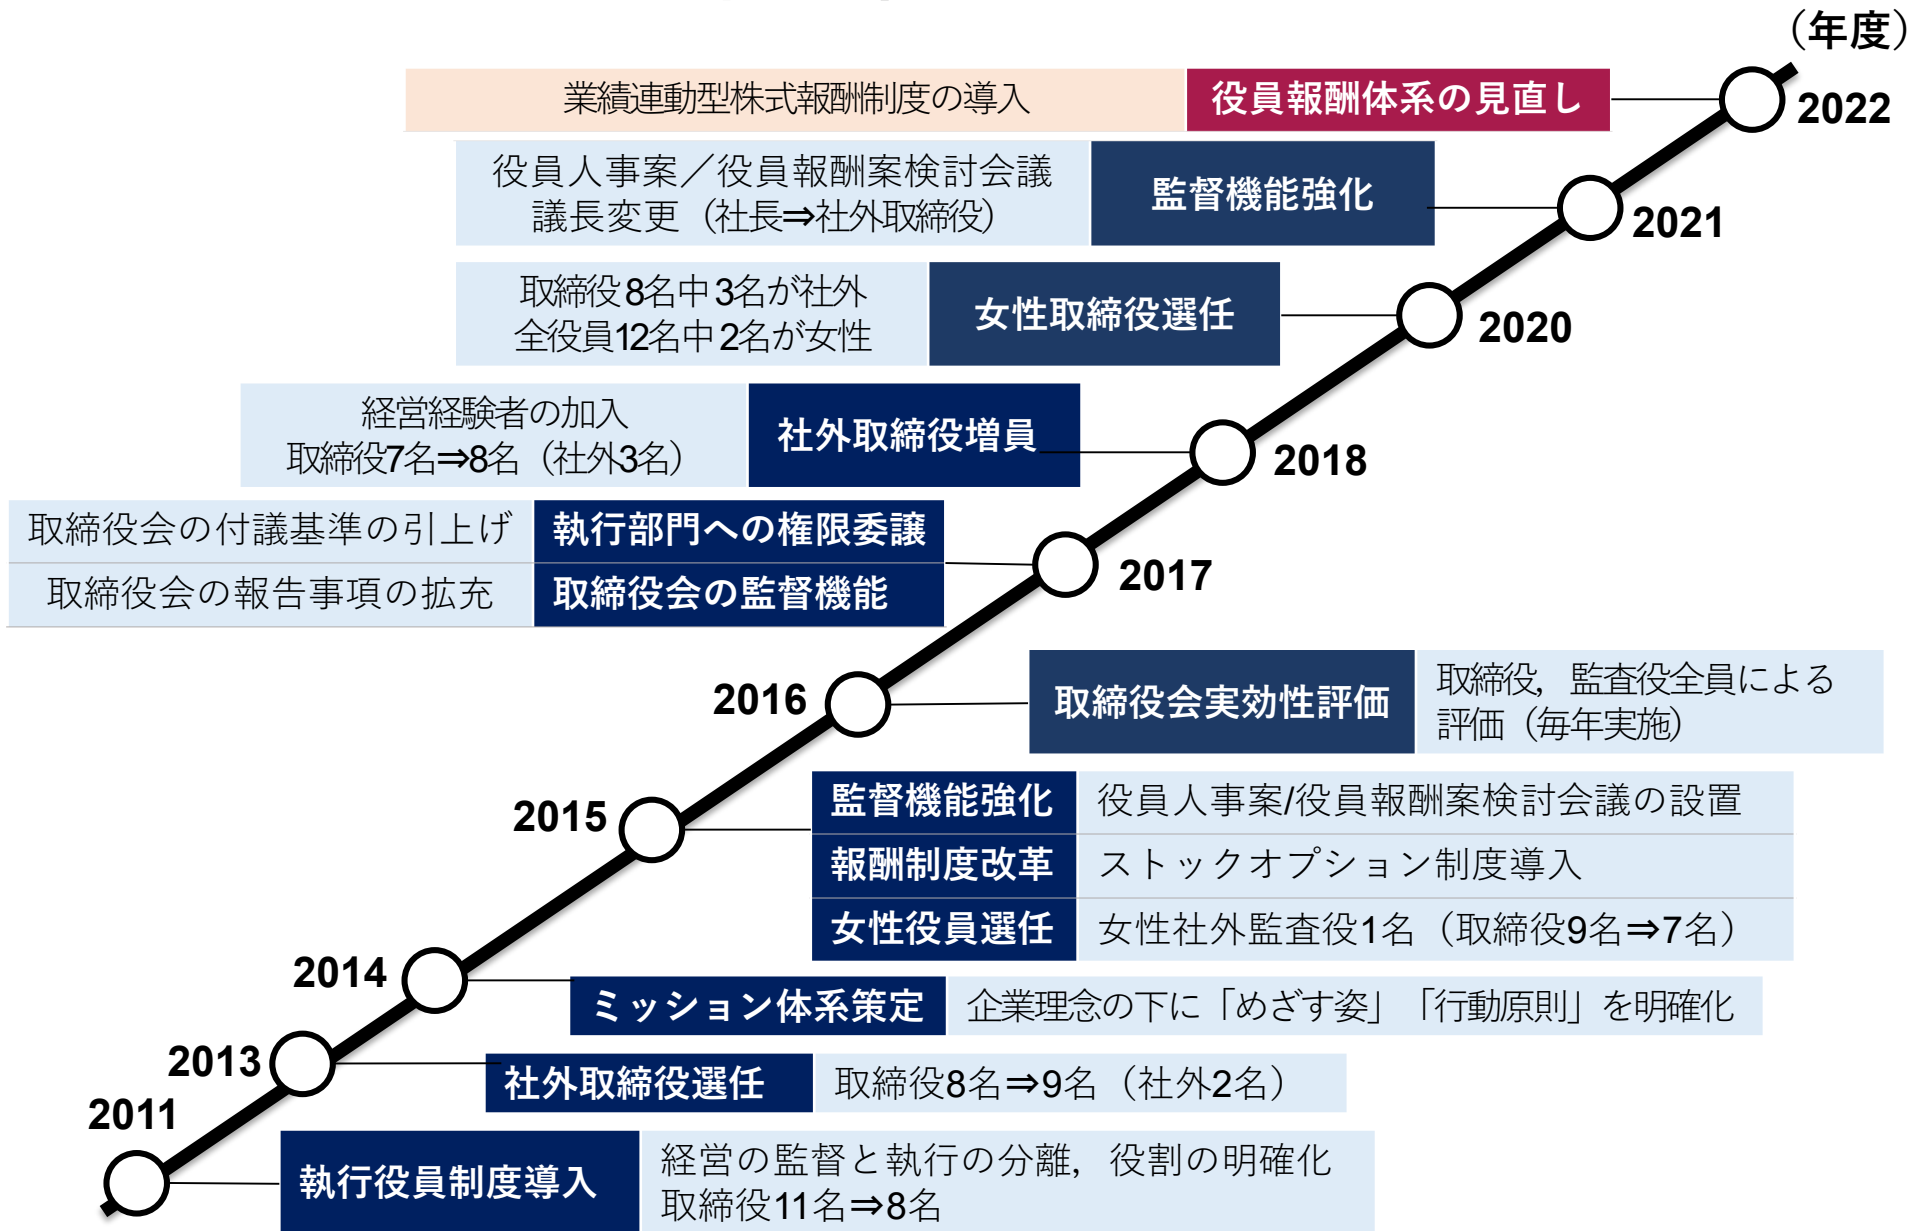 （年度）
業績連動型株式報酬制度の導入
役員報酬体系の見直し
2022
役員人事案／役員報酬案検討会議
議長変更（社長⇒社外取締役）
監督機能強化
2021
取締役8名中3名が社外
全役員12名中2名が女性
女性取締役選任
2020
経営経験者の加入
取締役7名⇒8名（社外3名）
社外取締役増員
2018
取締役会の付議基準の引上げ
執行部門への権限委譲
取締役会の報告事項の拡充
取締役会の監督機能
2017
2016
取締役会実効性評価
取締役，監査役全員による
評価（毎年実施）
2015
監督機能強化
役員人事案/役員報酬案検討会議の設置
報酬制度改革
ストックオプション制度導入
女性役員選任
女性社外監査役1名（取締役9名⇒7名）
2014
ミッション体系策定
企業理念の下に「めざす姿」「行動原則」を明確化
2013
社外取締役選任
取締役8名⇒9名（社外2名）
2011
執行役員制度導入
経営の監督と執行の分離，役割の明確化
取締役11名⇒8名